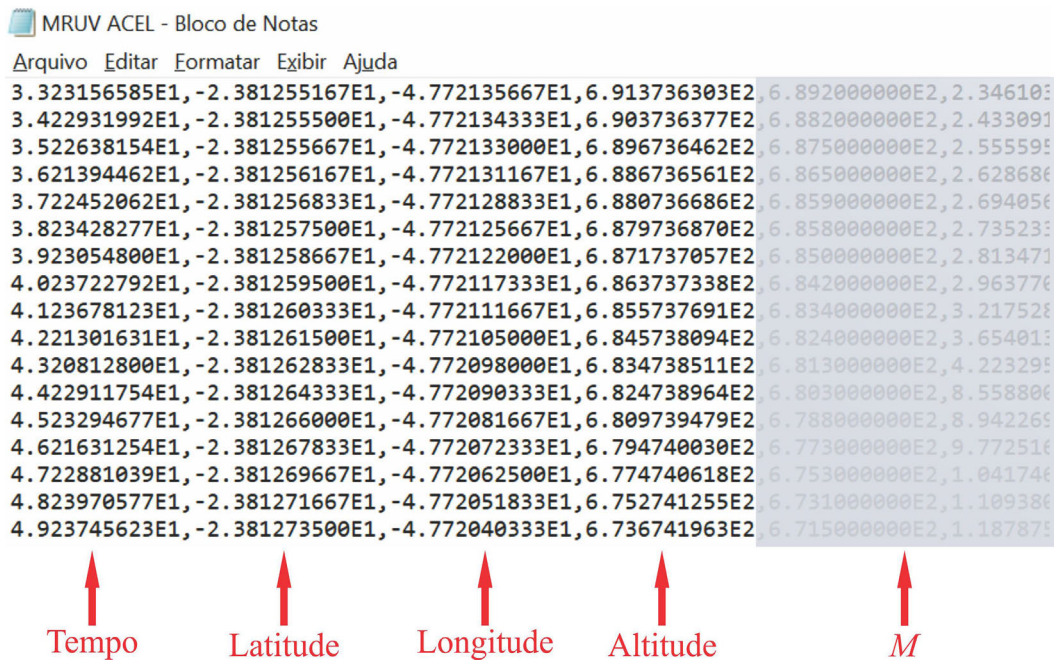 MRUV ACEL - Bloco de Notas
Arquivo Editar Formatar Exibir Ajuda
3.323156585E1,-2.381255167E1,-4.772135667E1,6.913736303E2,6.892000000E2,2.346103
3.422931992E1,-2.381255500E1,-4.772134333E1,6.903736377E2,6.882000000E2,2.433091
3.522638154E1,-2.381255667E1,-4.772133000E1,6.896736462E2,6.875000000E2,2.555595
3.621394462E1,-2.381256167E1,-4.772131167E1,6.886736561E2,6.865000000E2,2.628686
3.722452062E1,-2.381256833E1,-4.772128833E1,6.880736686E2,6.859000000E2,2.694056
3.823428277E1,-2.381257500E1,-4.772125667E1,6.879736870E2,6.858000000E2,2.735233
3.923054800E1,-2.381258667E1,-4.772122000E1,6.871737057E2,6.850000000E2,2.813471
4.023722792E1,-2.381259500E1,-4.772117333E1,6.863737338E2,6.842000000E2,2.963770
4.123678123E1,-2.381260333E1,-4.772111667E1,6.855737691E2,6.834000000E2,3.217528
4.221301631E1,-2.381261500E1,-4.772105000E1,6.845738094E2,6.824000000E2,3.654013
4.320812800E1,-2.381262833E1,-4.772098000E1,6.834738511E2,6.813000000E2,4.223295
4.422911754E1,-2.381264333E1,-4.772090333E1,6.824738964E2,6.803000000E2,8.558806
4.523294677E1,-2.381266000E1,-4.772081667E1,6.809739479E2,6.788000000E2,8.942269
4.621631254E1,-2.381267833E1,-4.772072333E1,6.794740030E2,6.773000000E2,9.772516
4.722881039E1,-2.381269667E1,-4.772062500E1,6.774740618E2,6.753000000E2,1.041746
4.823970577E1,-2.381271667E1,-4.772051833E1,6.752741255E2,6.731000000E2,1.109380
4.923745623E1,-2.381273500E1,-4.772040333E1,6.736741963E2,6.715000000E2,1.187875
Tempo Latitude Longitude Altitude M